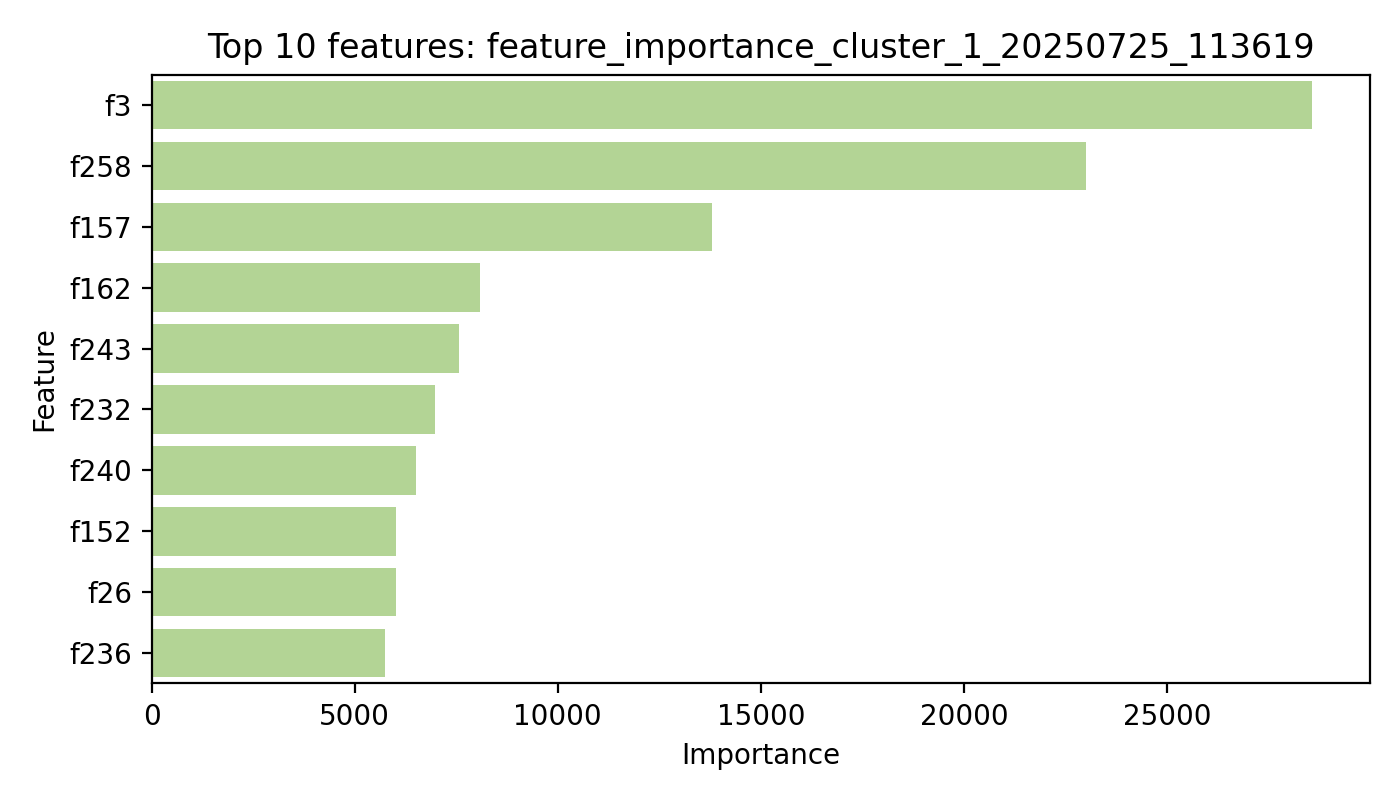 Top 10 features: feature_importance_cluster_1_20250725_113619
f3
f258
f157
f162
f243
f232
f240
f152
f26
f236
Feature
0 5000 10000 15000 20000 25000
Importance